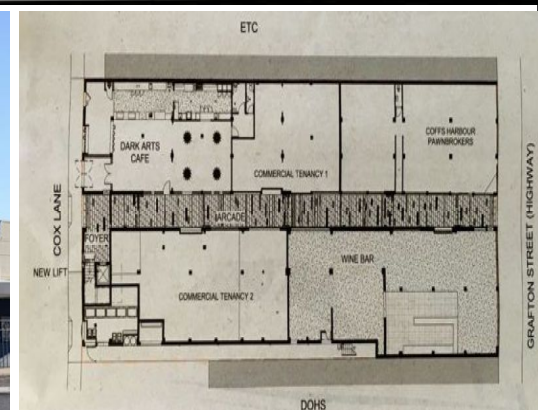 ETC
DARK ARTS
CAFE
COMMERCIAL TENANCY 1
COFFS HARBOUR
PAWNBROKERS
COX LANE
ARCADE
GRAFTON STREET (HIGHWAY)
FOYER
NEW LIFT
WINE BAR
COMMERCIAL TENANCY 2
DOHS